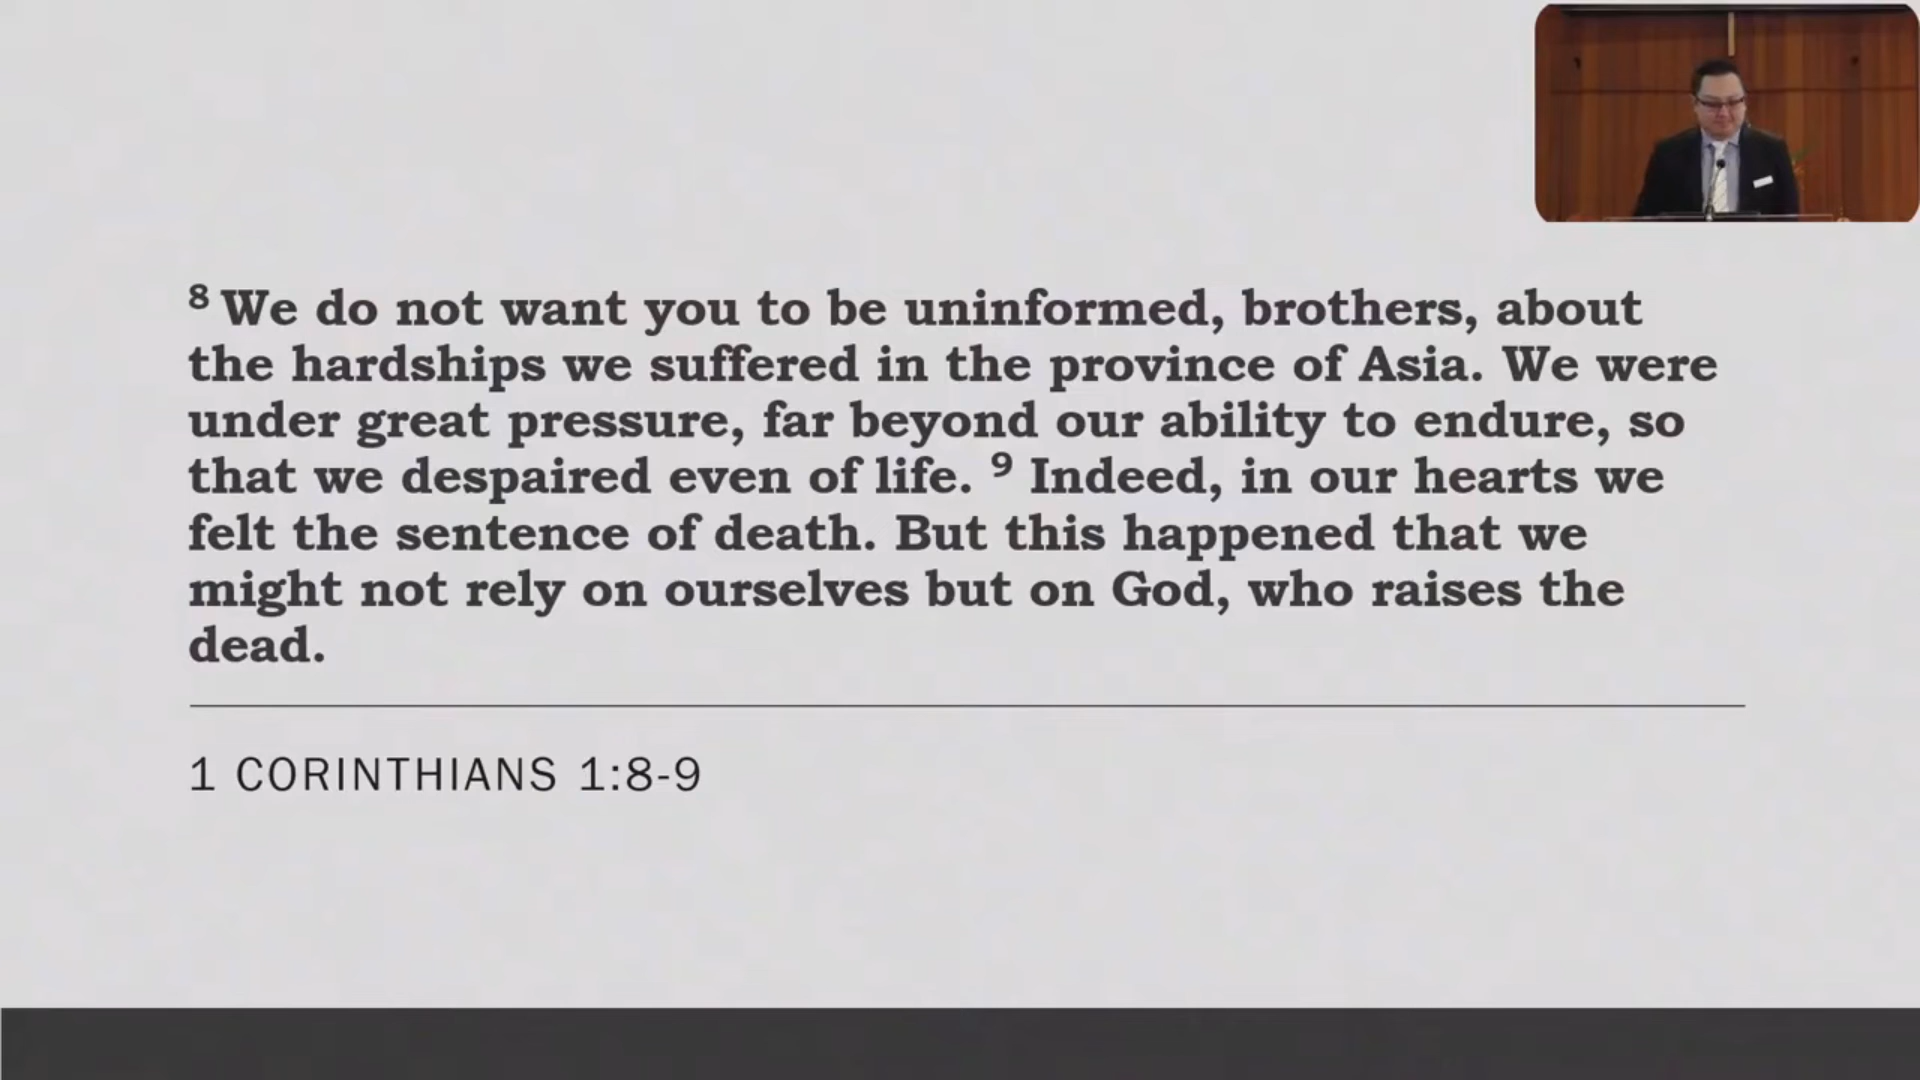 ⁸ We do not want you to be uninformed, brothers, about
the hardships we suffered in the province of Asia. We were
under great pressure, far beyond our ability to endure, so
that we despaired even of life. ⁹ Indeed, in our hearts we
felt the sentence of death. But this happened that we
might not rely on ourselves but on God, who raises the
dead.
1 CORINTHIANS 1:8-9